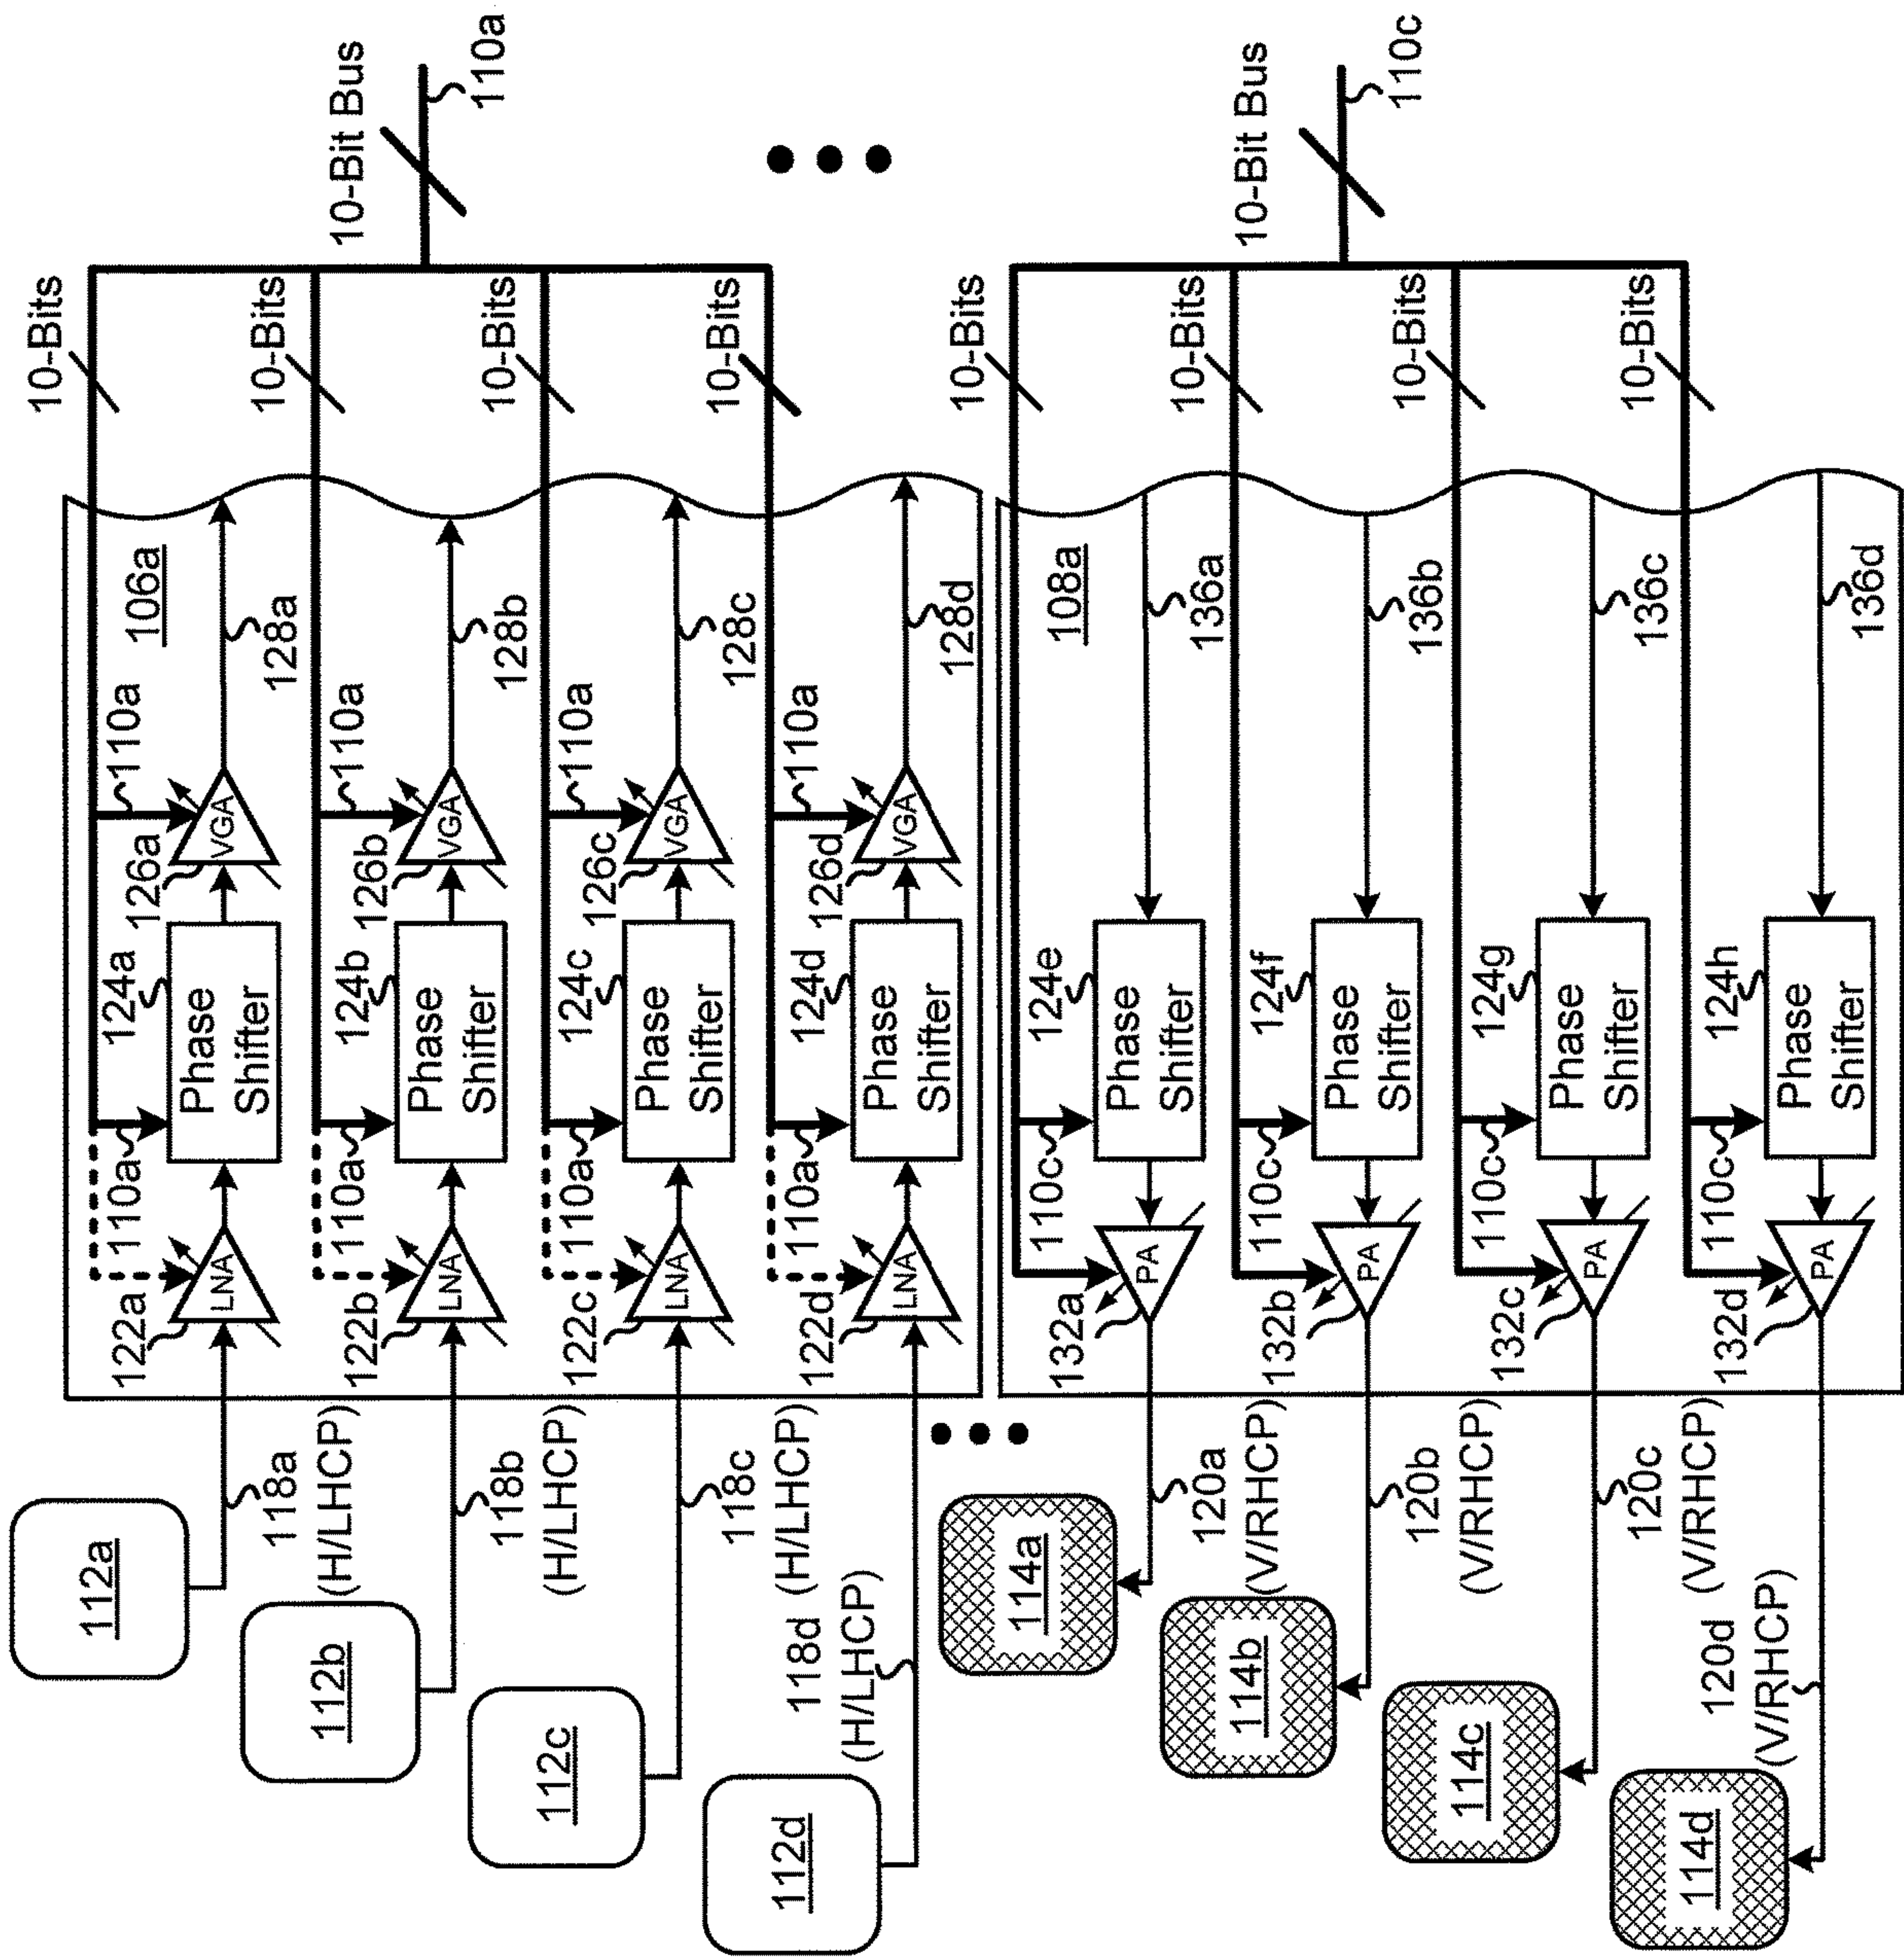 112a
118a
(H/LHCP)
122a
LNA
110a
124a
Phase
Shifter
126a
VGA
110a
128a
106a
10-Bits
112b
118b
(H/LHCP)
122b
LNA
110a
124b
Phase
Shifter
126b
VGA
110a
128b
10-Bits
112c
118c
(H/LHCP)
122c
LNA
110a
124c
Phase
Shifter
126c
VGA
110a
128c
10-Bits
112d
118d
(H/LHCP)
122d
LNA
110a
124d
Phase
Shifter
126d
VGA
110a
128d
10-Bits
10-Bit Bus
110a
114a
120a
(V/RHCP)
132a
PA
110c
124e
Phase
Shifter
136a
108a
10-Bits
114b
120b
(V/RHCP)
132b
PA
110c
124f
Phase
Shifter
136b
10-Bits
114c
120c
(V/RHCP)
132c
PA
110c
124g
Phase
Shifter
136c
10-Bits
114d
120d
(V/RHCP)
132d
PA
110c
124h
Phase
Shifter
136d
10-Bits
10-Bit Bus
110c